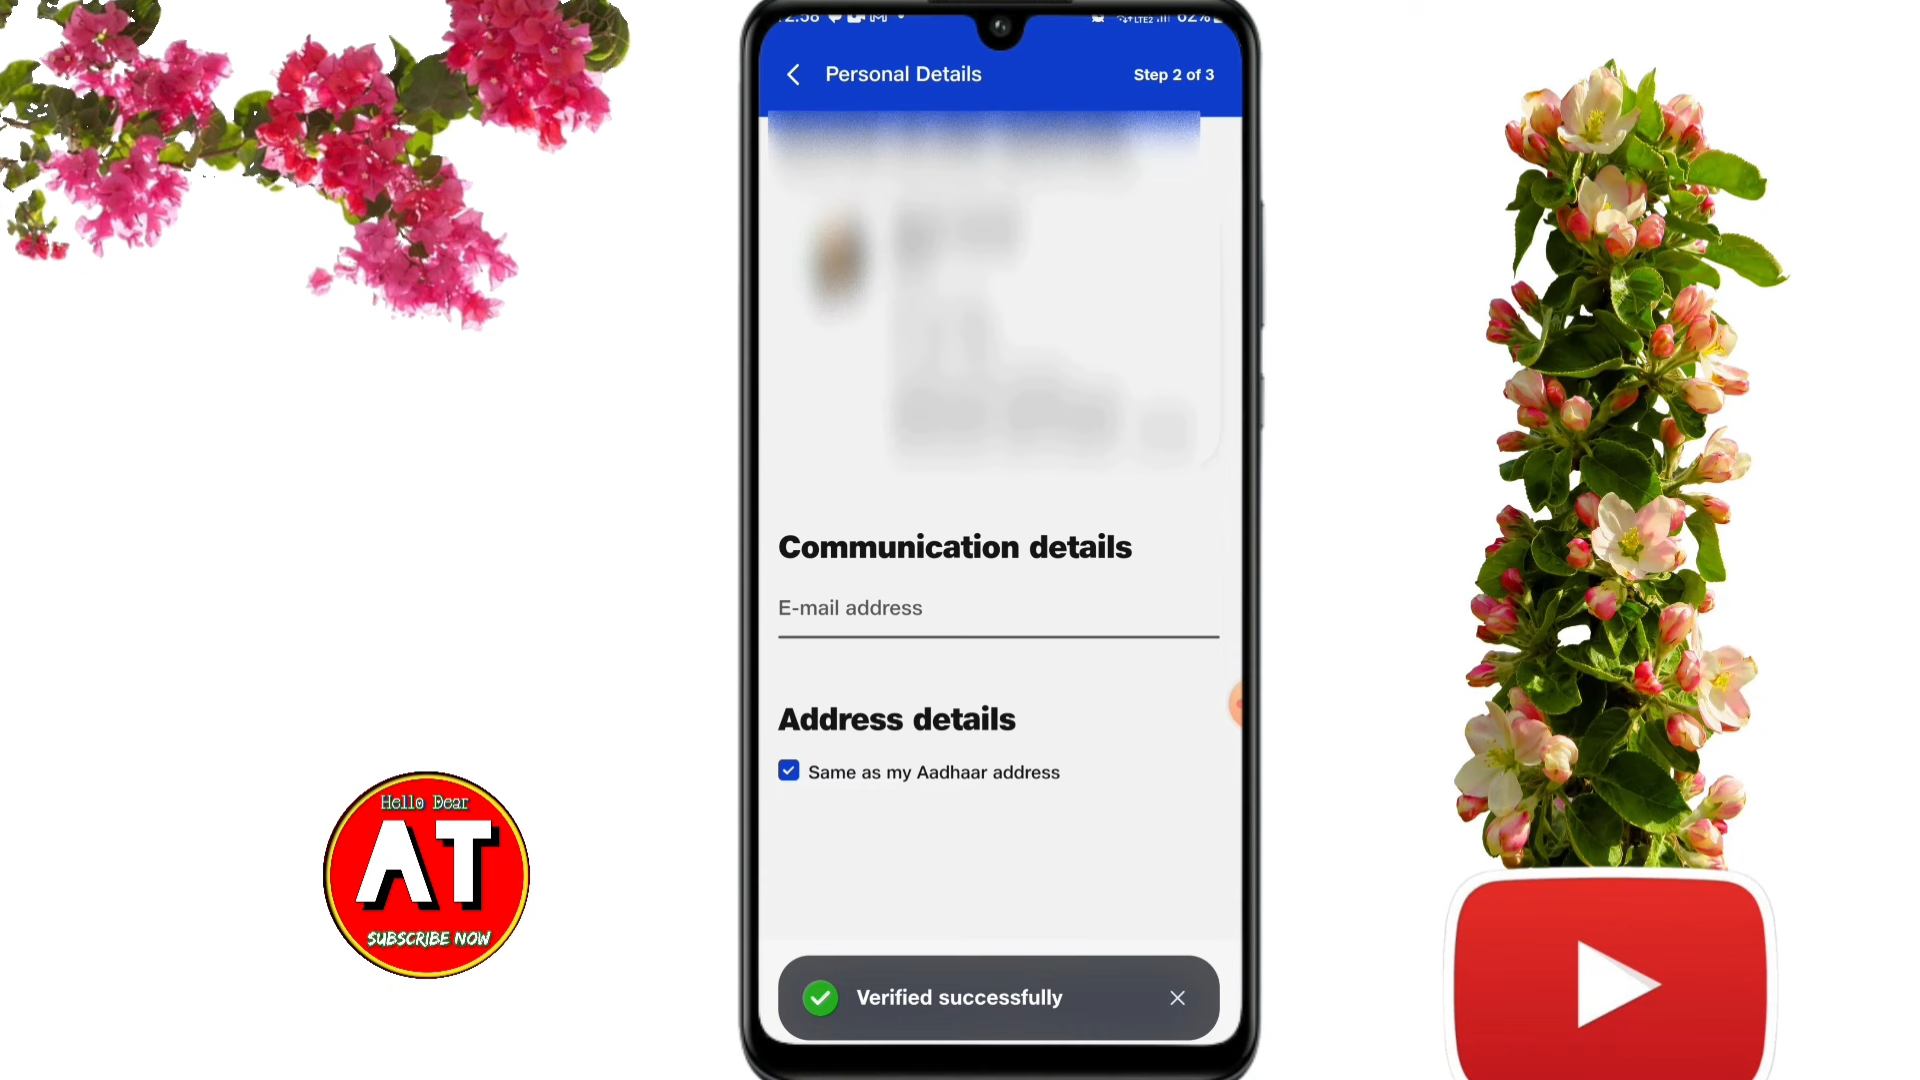 Personal Details
Step 2 of 3
Communication details
E-mail address
Address details
Same as my Aadhaar address
Verified successfully
Hello Dear
AT
SUBSCRIBE NOW